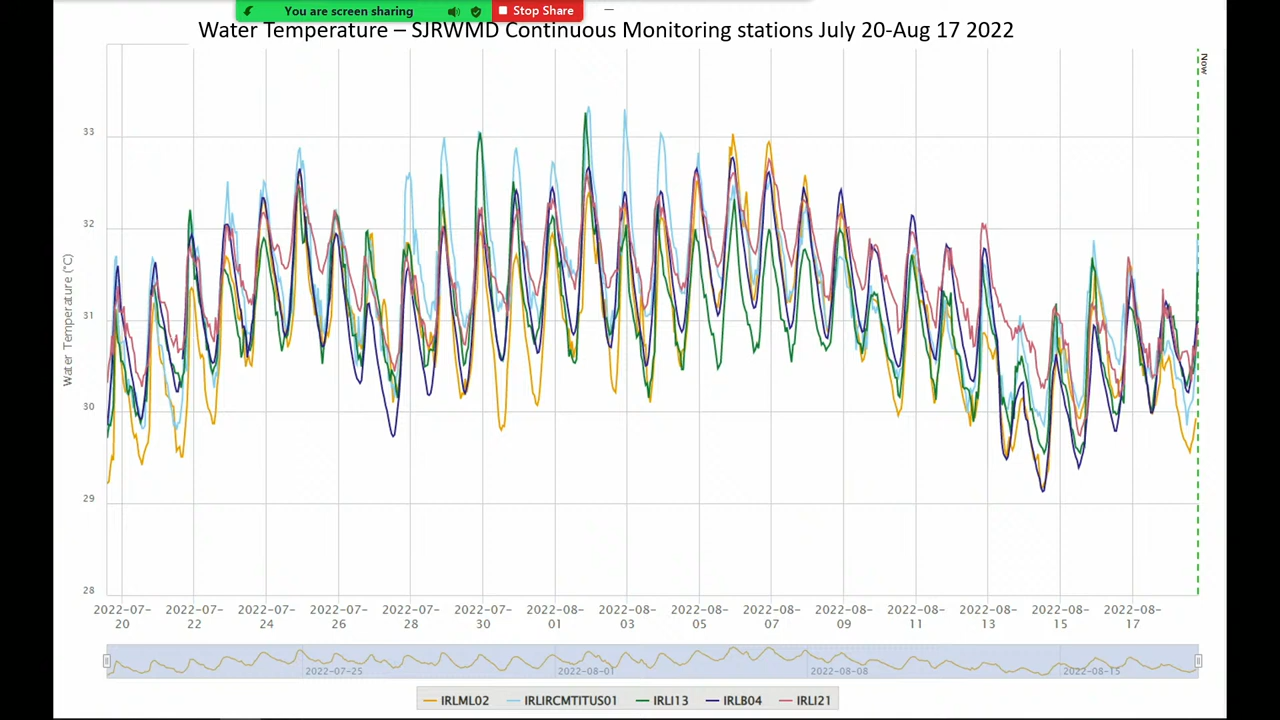 You are screen sharing
Stop Share
Water Temperature – SJRWMD Continuous Monitoring stations July 20-Aug 17 2022
Now
33
32
31
30
29
28
Water Temperature (°C)
2022-07-20
2022-07-22
2022-07-24
2022-07-26
2022-07-28
2022-07-30
2022-08-01
2022-08-03
2022-08-05
2022-08-07
2022-08-09
2022-08-11
2022-08-13
2022-08-15
2022-08-17
2022-07-25
2022-08-01
2022-08-08
2022-08-15
IRLML02
IRLIRCMTITUS01
IRLJ13
IRLB04
IRLI21